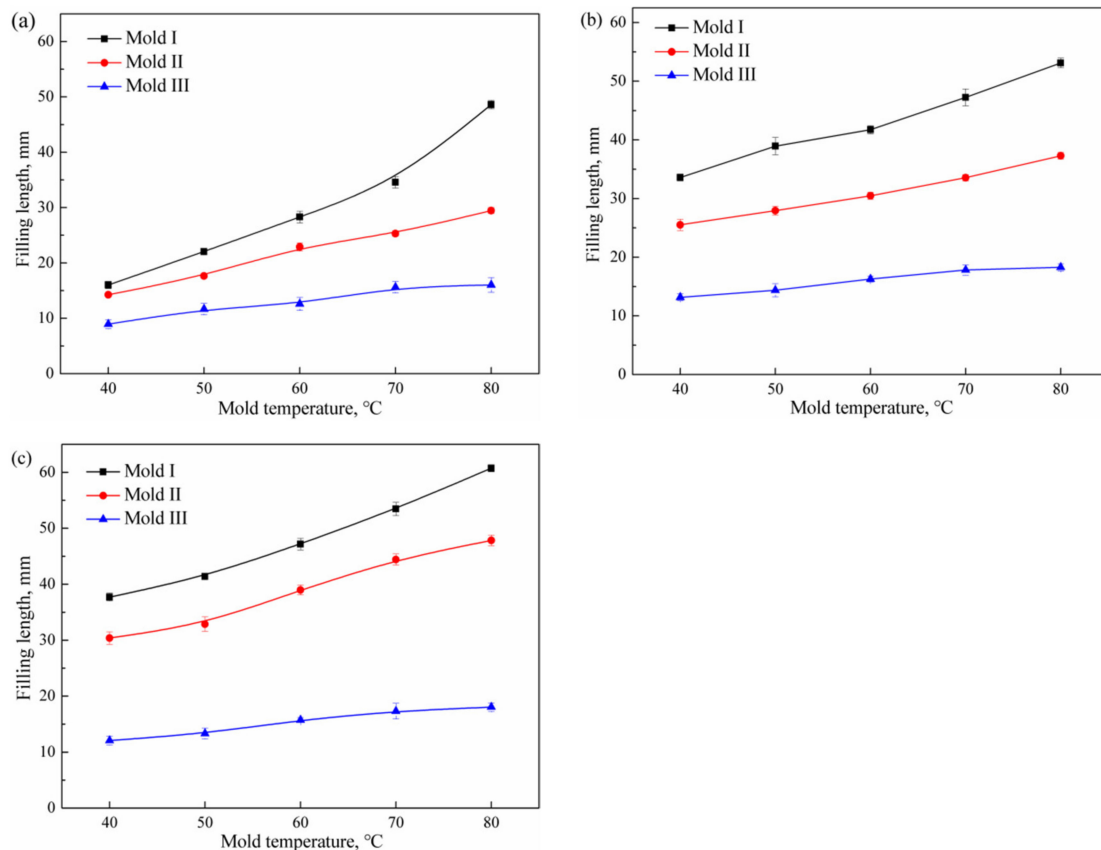 (a)
Mold I
Mold II
Mold III
Filling length, mm
60
50
40
30
20
10
0
40 50 60 70 80
Mold temperature, °C
(b)
Mold I
Mold II
Mold III
Filling length, mm
60
50
40
30
20
10
0
40 50 60 70 80
Mold temperature, °C
(c)
Mold I
Mold II
Mold III
Filling length, mm
60
50
40
30
20
10
0
40 50 60 70 80
Mold temperature, °C